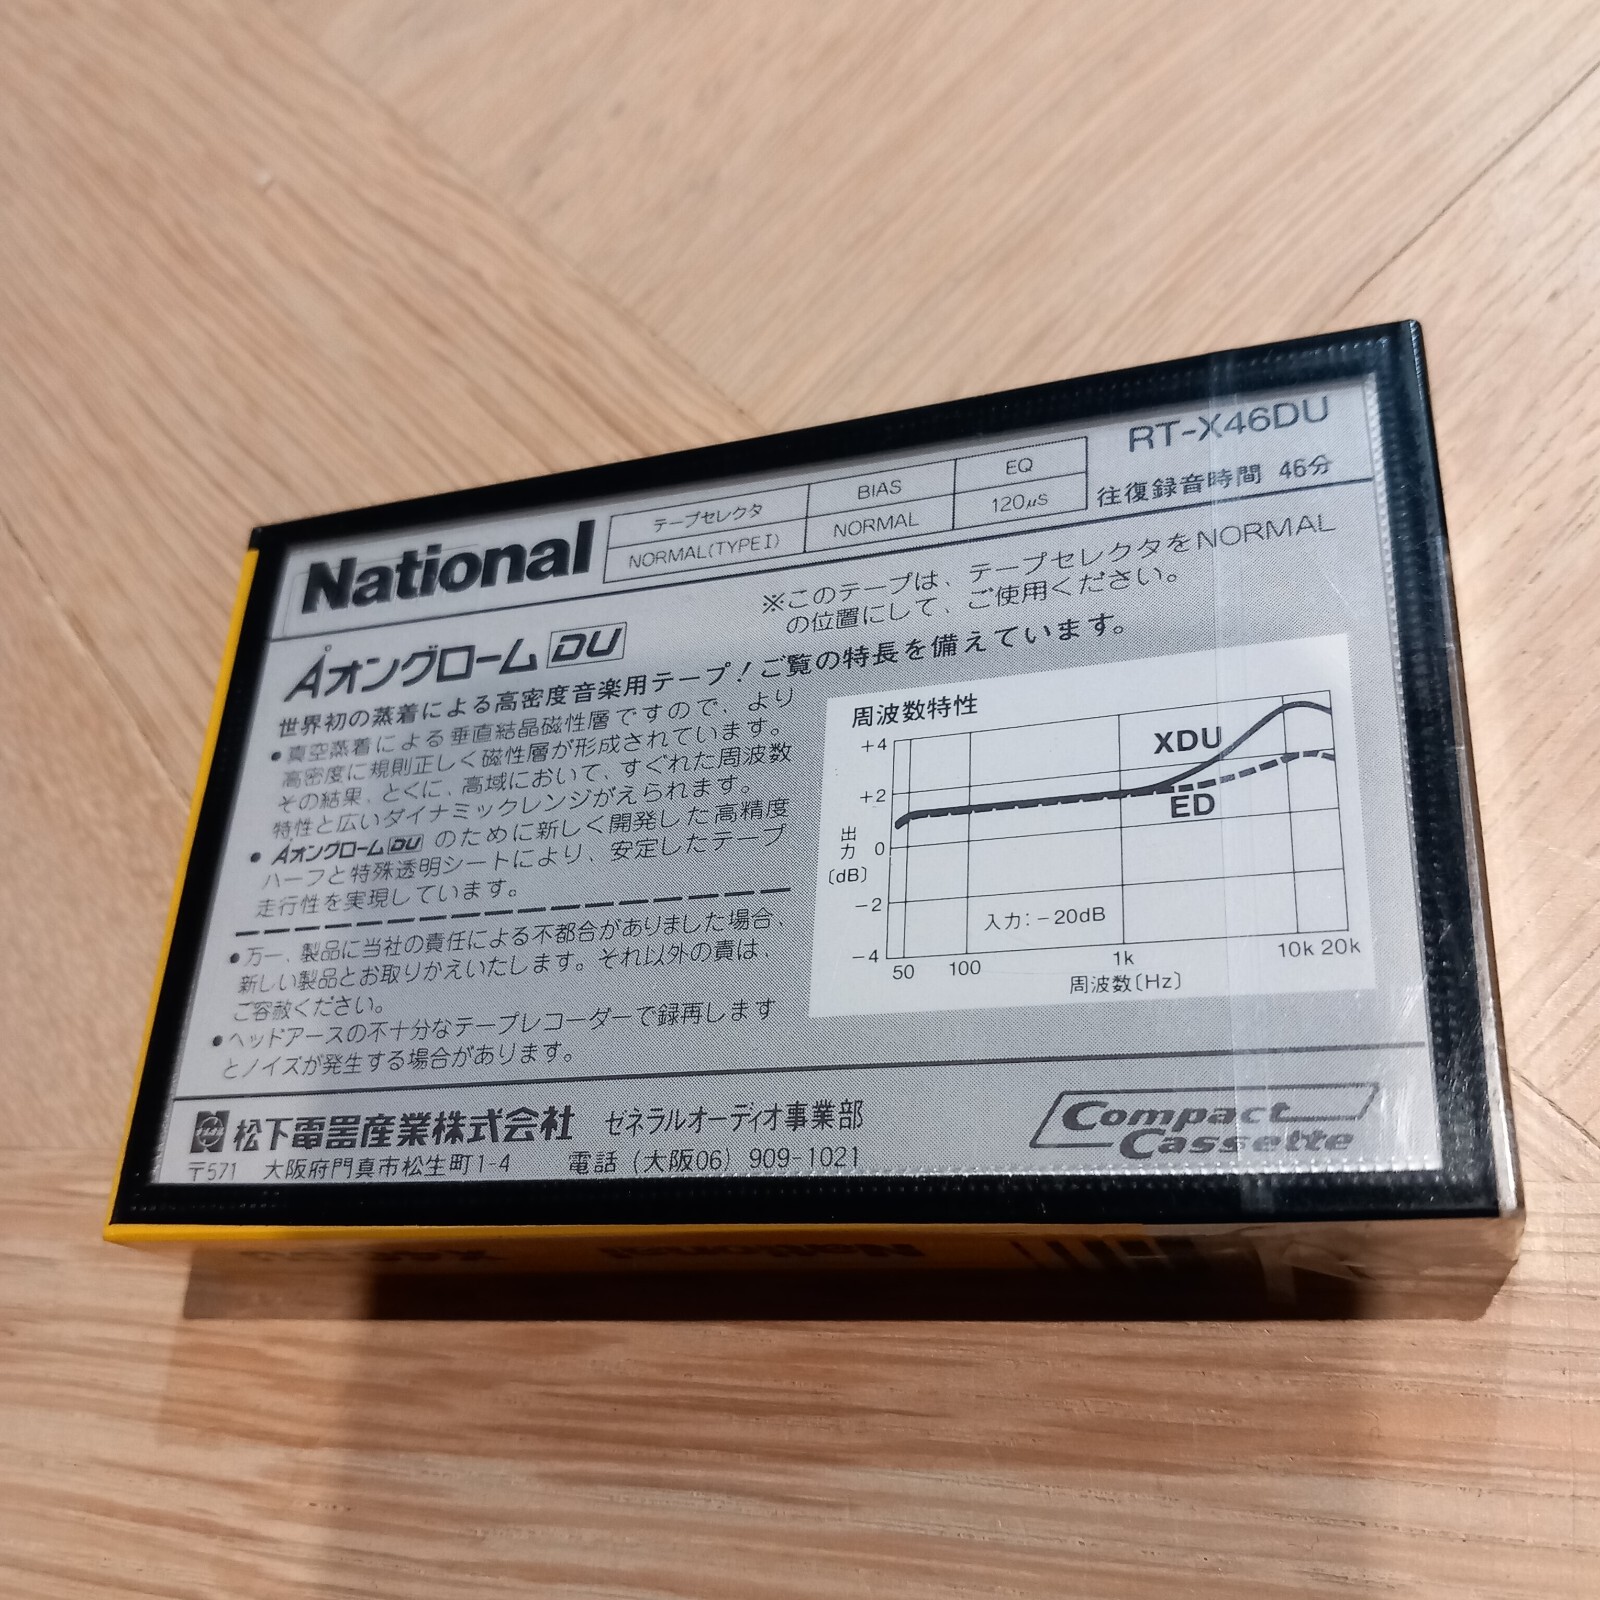 National
テープセレクタ BIAS EQ
NORMAL(TYPEI) NORMAL 120μS
RT-X46DU
往復録音時間 46分
※このテープは、テープセレクタをNORMAL
の位置にして、ご使用ください。
Åオングローム DU
世界初の蒸着による高密度音楽用テープ!ご覧の特長を備えています。
●真空蒸着による垂直結晶磁性層ですので、より
高密度に規則正しく磁性層が形成されています。
その結果、とくに、高域において、すぐれた周波数
特性と広いダイナミックレンジがえられます。
●Åオングローム DU のために新しく開発した高精度
ハーフと特殊透明シートにより、安定したテープ
走行性を実現しています。
●万一、製品に当社の責任による不都合がありました場合、
新しい製品とお取りかえいたします。それ以外の責は、
ご容赦ください。
●ヘッドアースの不十分なテープレコーダーで録再します
とノイズが発生する場合があります。
周波数特性
+4
+2
0
-2
-4
出力
〔dB〕
XDU
ED
入力:-20dB
50 100 1k 10k 20k
周波数〔Hz〕
松下電器産業株式会社 ゼネラルオーディオ事業部
〒571 大阪府門真市松生町1-4 電話(大阪06)909-1021
Compact
Cassette
National